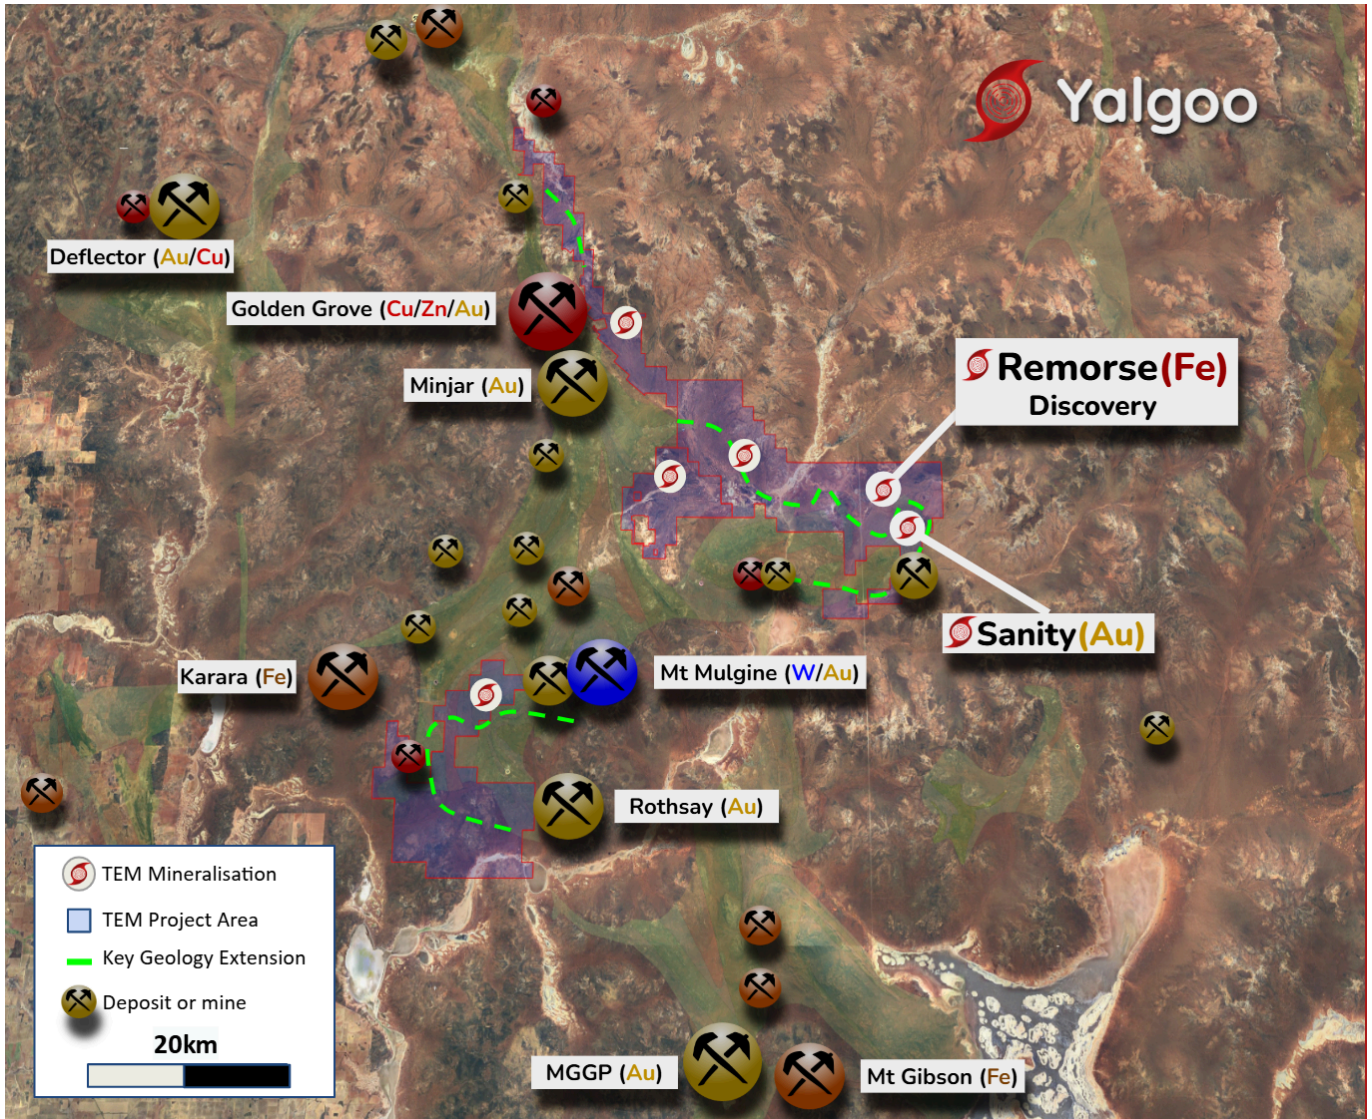 Yalgoo
Deflector (Au/Cu)
Golden Grove (Cu/Zn/Au)
Minjar (Au)
Remorse(Fe)
Discovery
Sanity(Au)
Karara (Fe)
Mt Mulgine (W/Au)
Rothsay (Au)
TEM Mineralisation
TEM Project Area
Key Geology Extension
Deposit or mine
20km
MGGP (Au)
Mt Gibson (Fe)